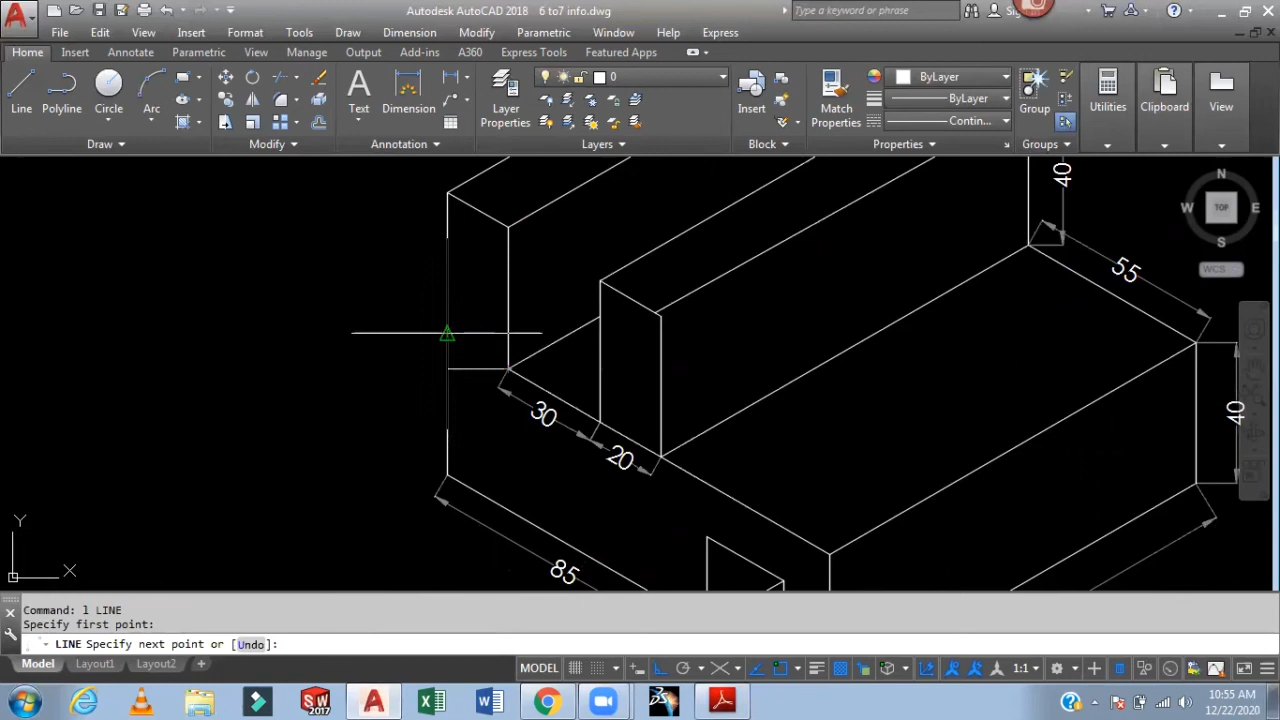 Autodesk AutoCAD 2018 6 to7 info.dwg
Type a keyword or phrase
File Edit View Insert Format Tools Draw Dimension Modify Parametric Window Help Express
Home Insert Annotate Parametric View Manage Output Add-ins A360 Express Tools Featured Apps
Line Polyline Circle Arc
Text Dimension
Layer Properties
0
Insert
Match Properties
ByLayer
ByLayer
Contin...
Group
Utilities
Clipboard
View
Draw Modify Annotation Layers Block Properties Groups
40
N
W TOP E
S
WCS
55
30
20
40
85
Y
X
Command: l LINE
Specify first point:
LINE Specify next point or [Undo]:
Model Layout1 Layout2 +
MODEL
1:1
SW
2017
10:55 AM
12/22/2020